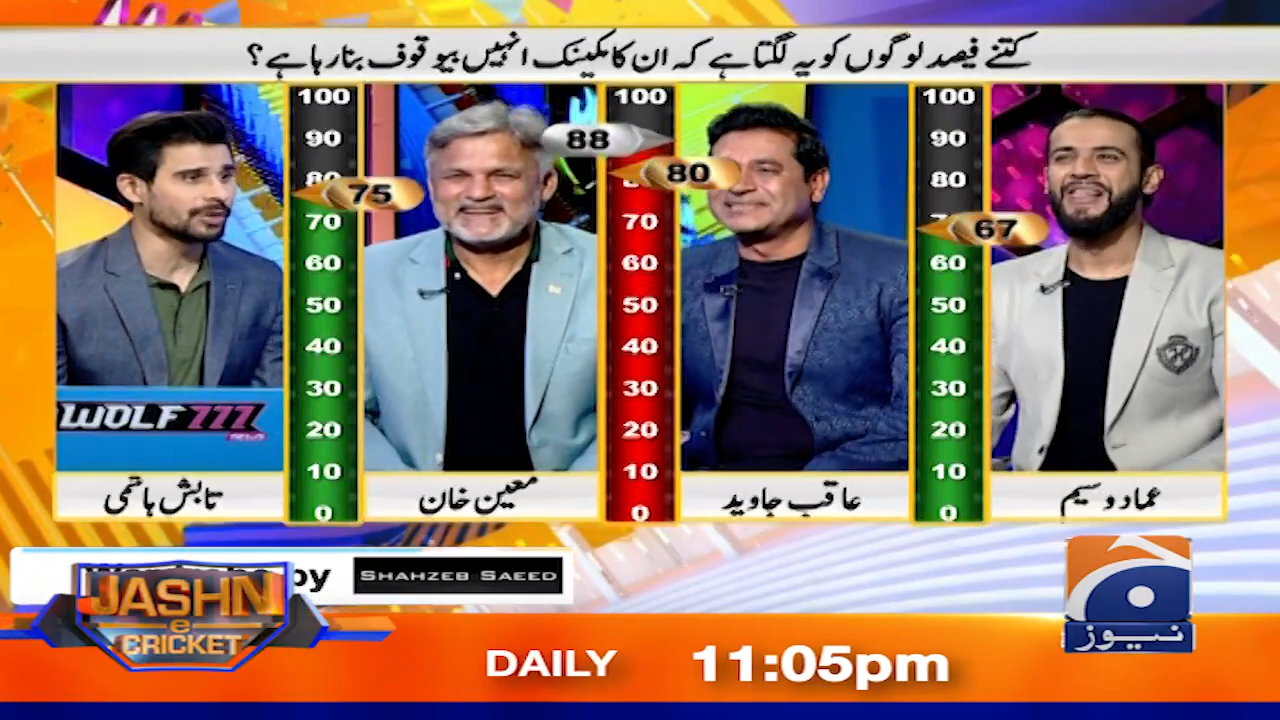 کتنے فیصد لوگوں کو یہ لگتا ہے کہ ان کا مکینک انہیں بیوقوف بنا رہا ہے؟
100 100 100
90 88 90
80 80 80
75
70 70
67
60 60 60
50 50 50
40 40 40
30 30 30
WOLF777
NEWS
20 20 20
10 10 10
0 0 0
تابش ہاشمی معین خان عاقب جاوید عماد وسیم
by SHAHZEB SAEED
JASHN
e
CRICKET
نیوز
DAILY 11:05pm